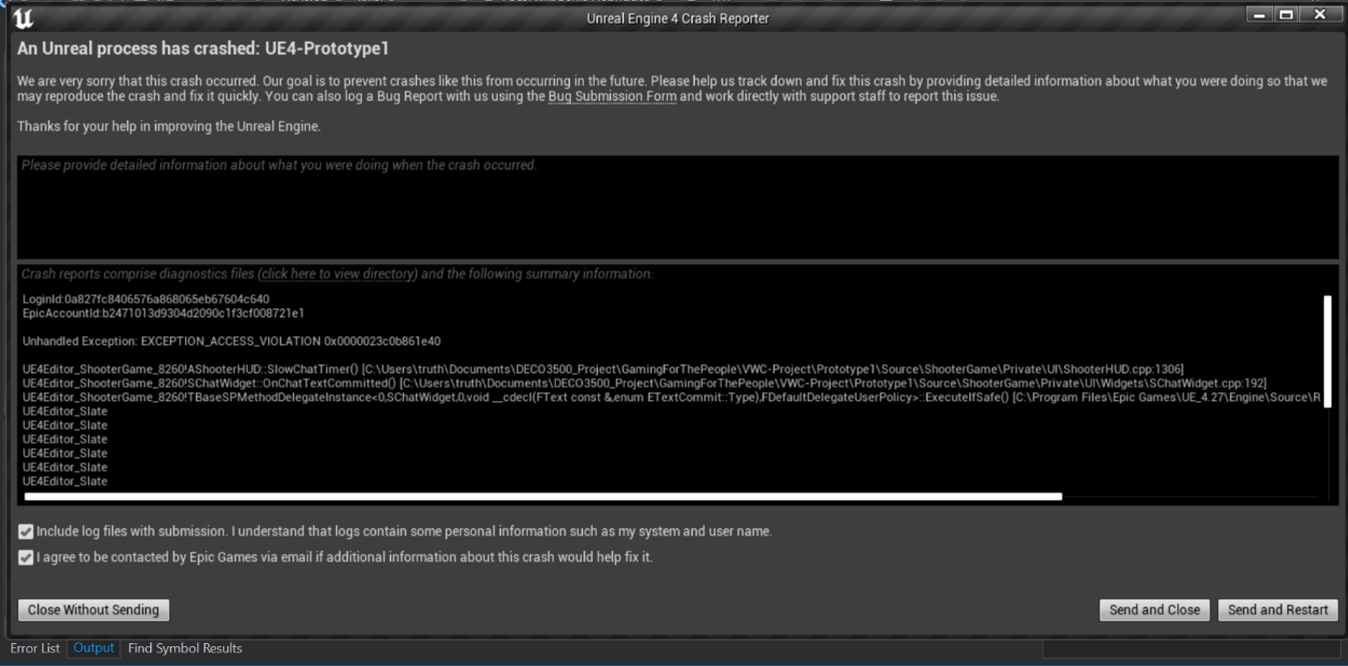 Unreal Engine 4 Crash Reporter
An Unreal process has crashed: UE4-Prototype1
We are very sorry that this crash occurred. Our goal is to prevent crashes like this from occurring in the future. Please help us track down and fix this crash by providing detailed information about what you were doing so that we
may reproduce the crash and fix it quickly. You can also log a Bug Report with us using the Bug Submission Form and work directly with support staff to report this issue.
Thanks for your help in improving the Unreal Engine.
Please provide detailed information about what you were doing when the crash occurred.
Crash reports comprise diagnostics files (click here to view directory) and the following summary information:
LoginId:0a827fc8406576a868065eb67604c640
EpicAccountId:b2471013d9304d2090c1f3cf008721e1
Unhandled Exception: EXCEPTION_ACCESS_VIOLATION 0x0000023c0b861e40
UE4Editor_ShooterGame_8260!AShooterHUD::SlowChatTimer() [C:\Users\truth\Documents\DECO3500_Project\GamingForThePeople\VWC-Project\Prototype1\Source\ShooterGame\Private\UI\ShooterHUD.cpp:1306]
UE4Editor_ShooterGame_8260!SChatWidget::OnChatTextCommitted() [C:\Users\truth\Documents\DECO3500_Project\GamingForThePeople\VWC-Project\Prototype1\Source\ShooterGame\Private\UI\Widgets\SChatWidget.cpp:192]
UE4Editor_ShooterGame_8260!TBaseSPMethodDelegateInstance<0,SChatWidget,0,void __cdecl(FText const &,enum ETextCommit::Type),FDefaultDelegateUserPolicy>::ExecuteIfSafe() [C:\Program Files\Epic Games\UE_4.27\Engine\Source\R
UE4Editor_Slate
UE4Editor_Slate
UE4Editor_Slate
UE4Editor_Slate
UE4Editor_Slate
UE4Editor_Slate
Include log files with submission. I understand that logs contain some personal information such as my system and user name.
I agree to be contacted by Epic Games via email if additional information about this crash would help fix it.
Close Without Sending
Send and Close
Send and Restart
Error List
Output
Find Symbol Results